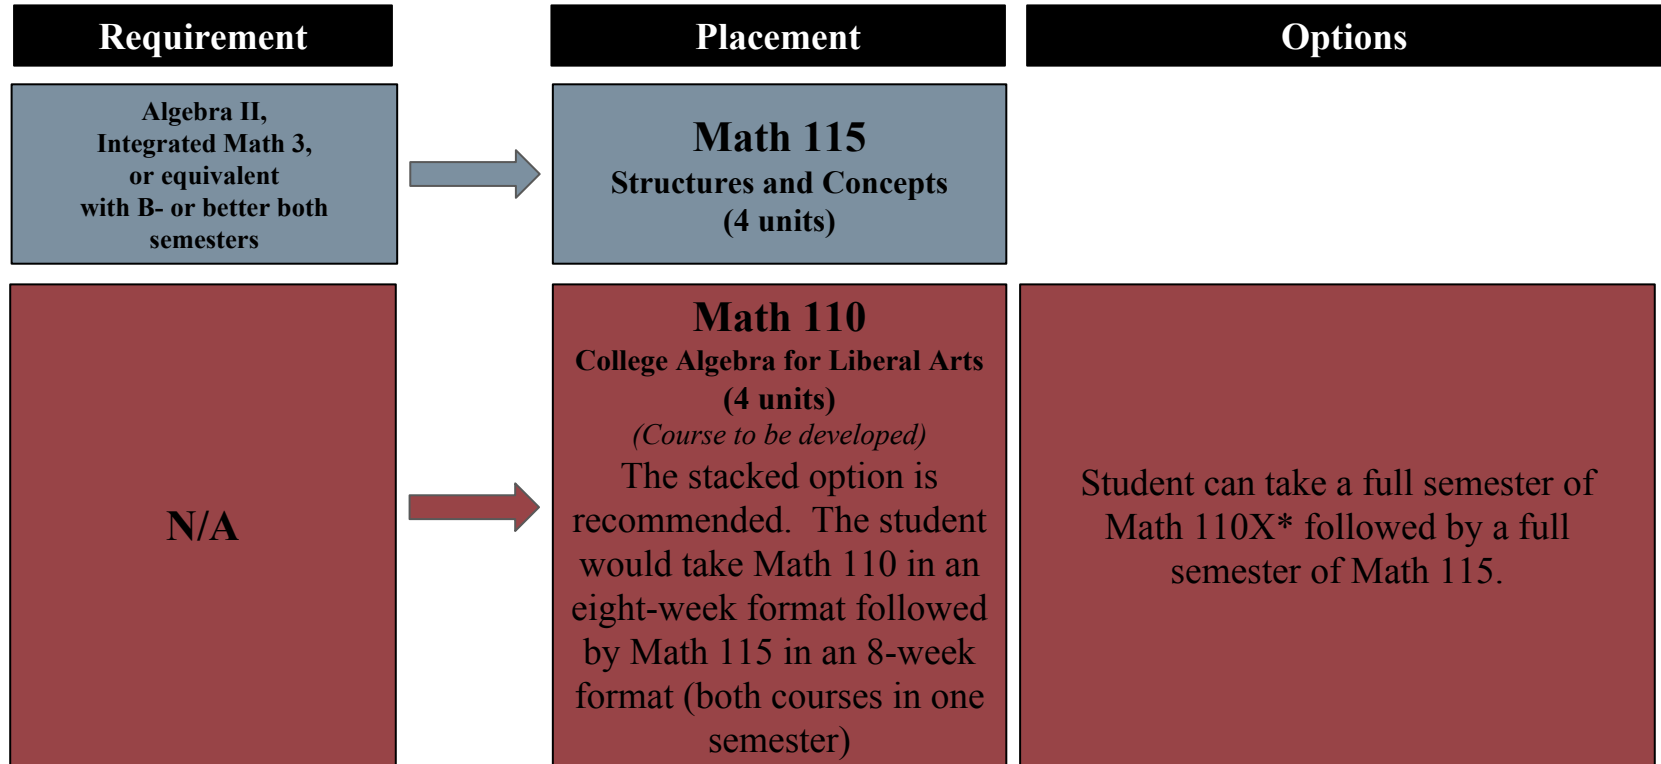 Requirement
Placement
Options
Algebra II,
Integrated Math 3,
or equivalent
with B- or better both
semesters
Math 115
Structures and Concepts
(4 units)
N/A
Math 110
College Algebra for Liberal Arts
(4 units)
(Course to be developed)
The stacked option is
recommended.  The student
would take Math 110 in an
eight-week format followed
by Math 115 in an 8-week
format (both courses in one
semester)
Student can take a full semester of
Math 110X* followed by a full
semester of Math 115.